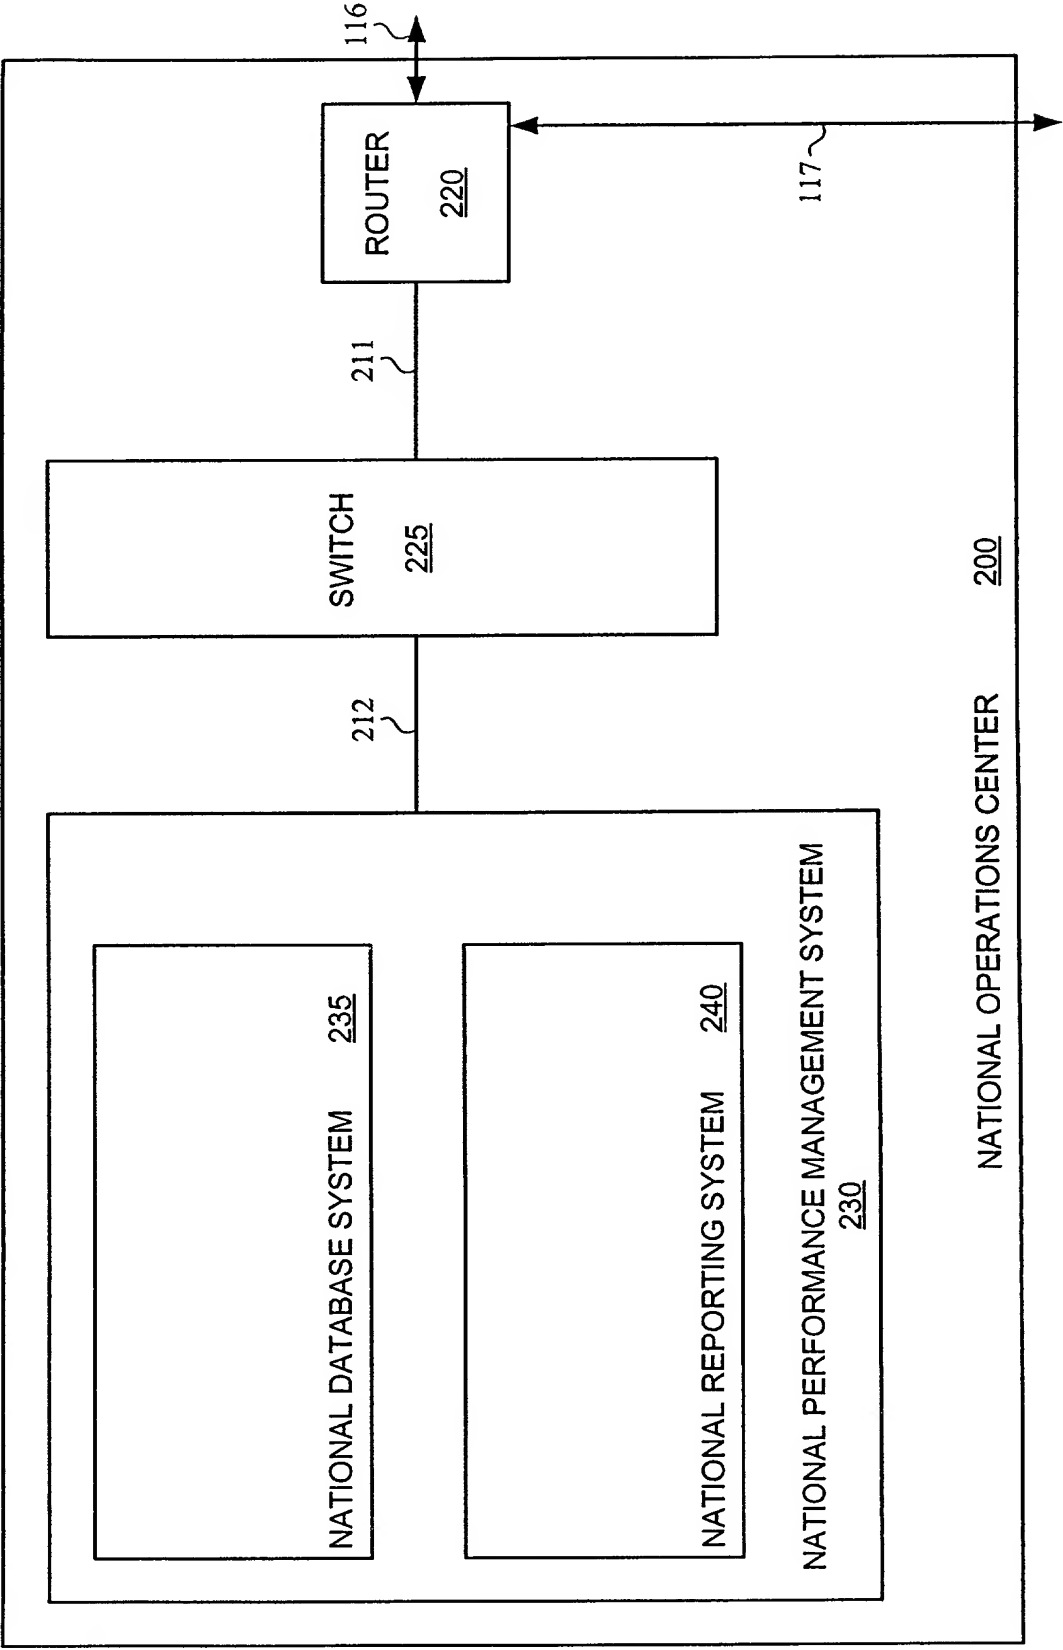 NATIONAL DATABASE SYSTEM 235
NATIONAL REPORTING SYSTEM 240
NATIONAL PERFORMANCE MANAGEMENT SYSTEM
230
212
SWITCH
225
211
ROUTER
220
116
117
NATIONAL OPERATIONS CENTER 200